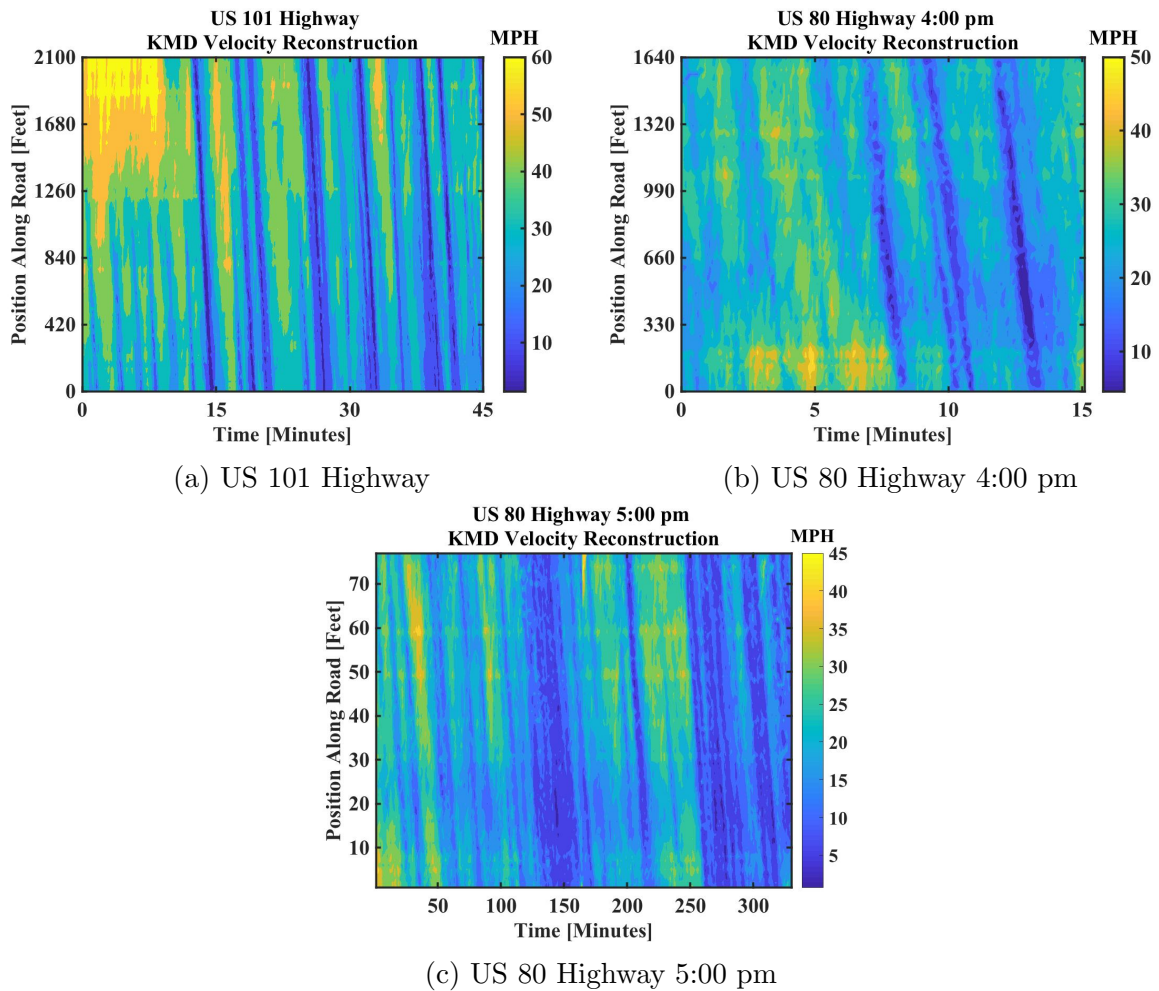 US 101 Highway
KMD Velocity Reconstruction
MPH
2100
1680
1260
840
420
0
Position Along Road [Feet]
0 15 30 45
Time [Minutes]
60
50
40
30
20
10
(a) US 101 Highway
US 80 Highway 4:00 pm
KMD Velocity Reconstruction
MPH
1640
1320
990
660
330
0
Position Along Road [Feet]
0 5 10 15
Time [Minutes]
50
40
30
20
10
(b) US 80 Highway 4:00 pm
US 80 Highway 5:00 pm
KMD Velocity Reconstruction
MPH
70
60
50
40
30
20
10
Position Along Road [Feet]
50 100 150 200 250 300
Time [Minutes]
45
40
35
30
25
20
15
10
5
(c) US 80 Highway 5:00 pm